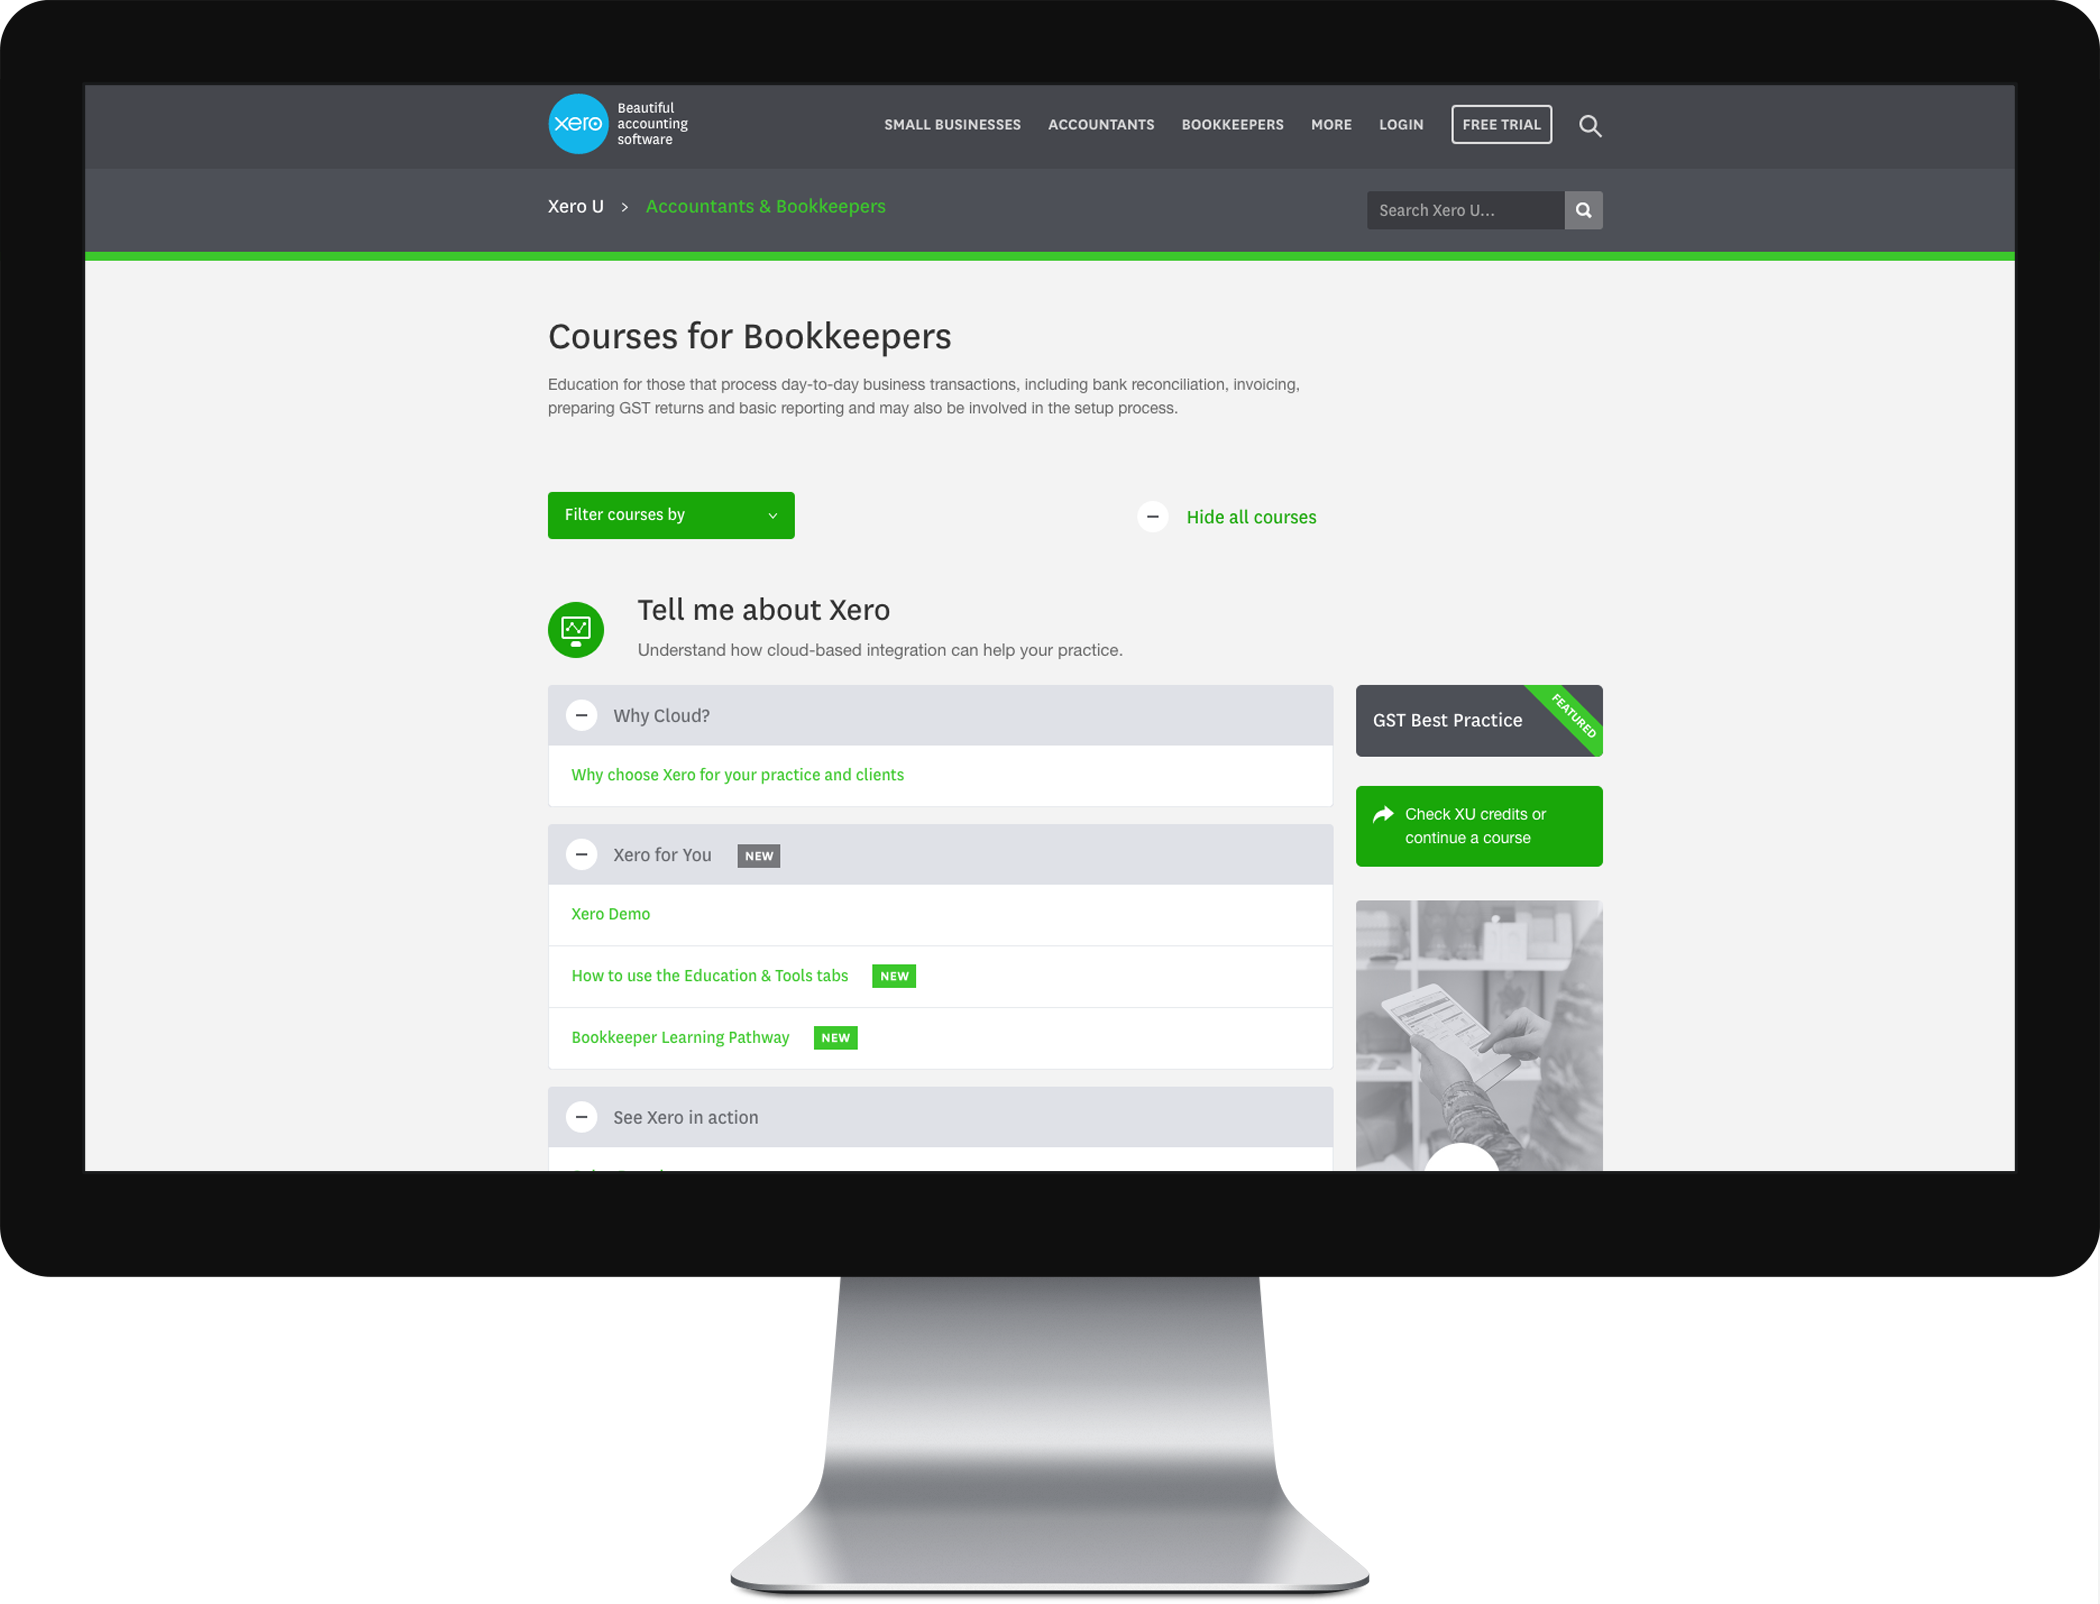 xero
Beautiful
accounting
software
SMALL BUSINESSES
ACCOUNTANTS
BOOKKEEPERS
MORE
LOGIN
FREE TRIAL
Xero U > Accountants & Bookkeepers
Search Xero U...
Courses for Bookkeepers
Education for those that process day-to-day business transactions, including bank reconciliation, invoicing,
preparing GST returns and basic reporting and may also be involved in the setup process.
Filter courses by
Hide all courses
Tell me about Xero
Understand how cloud-based integration can help your practice.
Why Cloud?
Why choose Xero for your practice and clients
Xero for You NEW
Xero Demo
How to use the Education & Tools tabs NEW
Bookkeeper Learning Pathway NEW
See Xero in action
GST Best Practice
FEATURED
Check XU credits or
continue a course